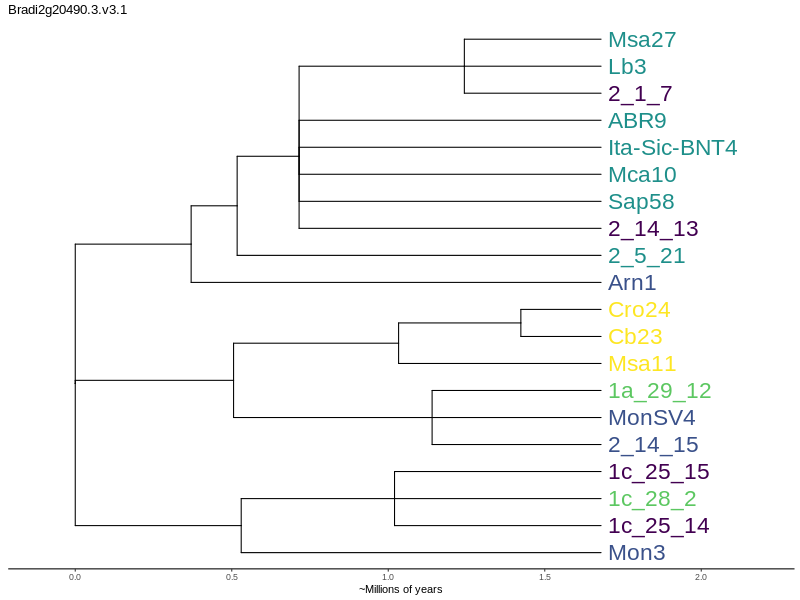 Bradi2g20490.3.v3.1
Msa27
Lb3
2_1_7
ABR9
Ita-Sic-BNT4
Mca10
Sap58
2_14_13
2_5_21
Arn1
Cro24
Cb23
Msa11
1a_29_12
MonSV4
2_14_15
1c_25_15
1c_28_2
1c_25_14
Mon3
0.0 0.5 1.0 1.5 2.0
~Millions of years